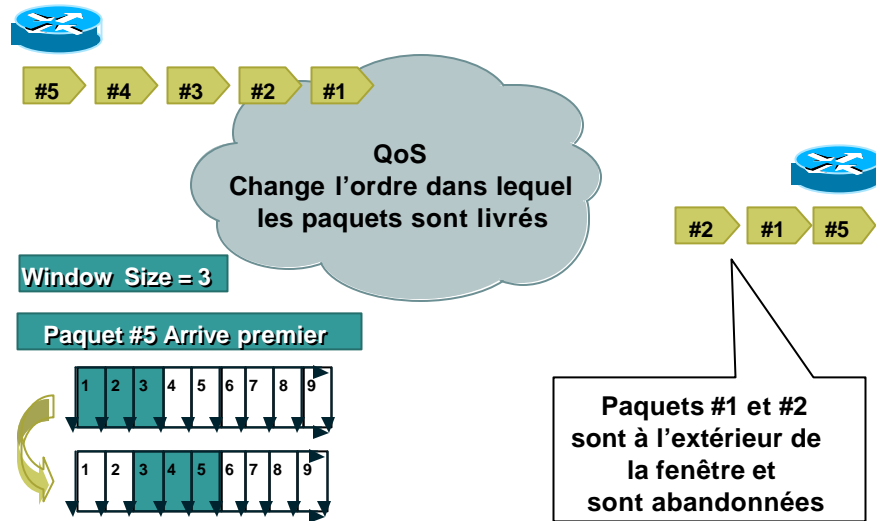 #5 #4 #3 #2 #1
QoS
Change l'ordre dans lequel
les paquets sont livrés
#2 #1 #5
Window Size = 3
Paquet #5 Arrive premier
1 2 3 4 5 6 7 8 9
1 2 3 4 5 6 7 8 9
Paquets #1 et #2
sont à l'extérieur de
la fenêtre et
sont abandonnées